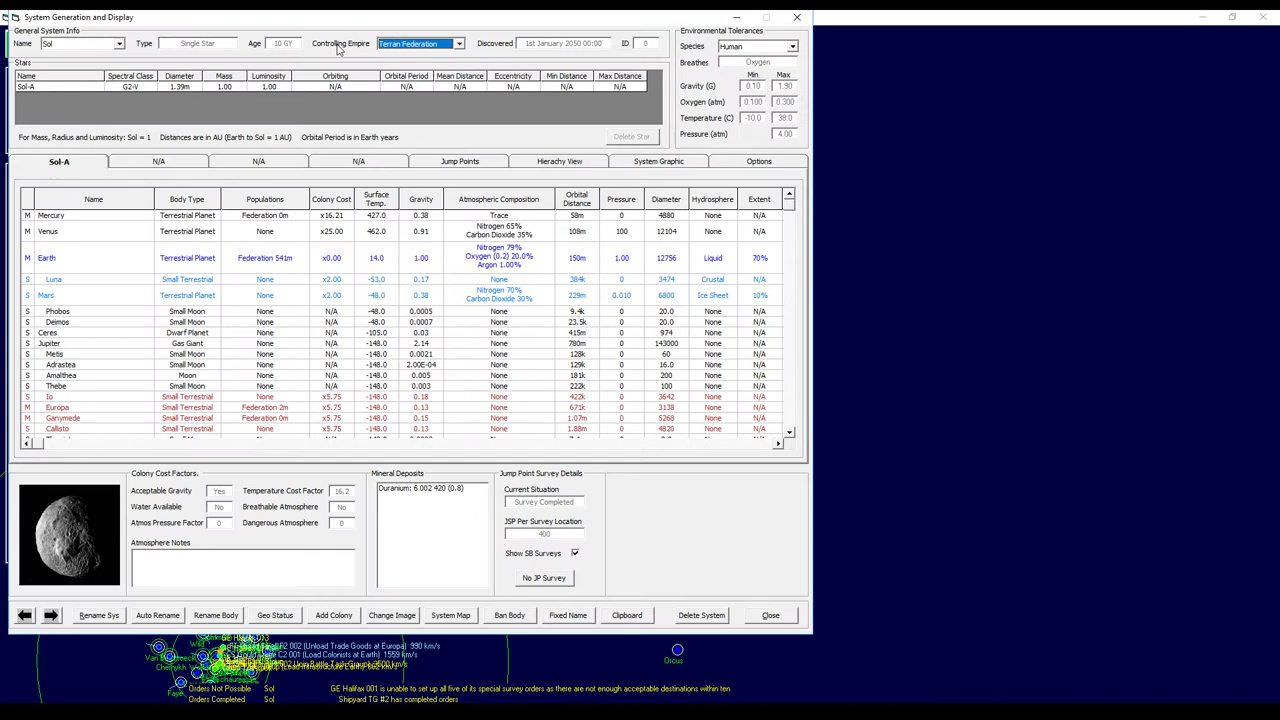 System Generation and Display
General System Info
Name Sol Type Single Star Age 10 GY Controlling Empire Terran Federation Discovered 1st January 2050 00:00 ID 0
Environmental Tolerances
Species Human
Breathes Oxygen
Min Max
Gravity (G) 0.10 1.90
Oxygen (atm) 0.100 0.300
Temperature (C) -10.0 38.0
Pressure (atm) 4.00
Stars
Name Spectral Class Diameter Mass Luminosity Orbiting Orbital Period Mean Distance Eccentricity Min Distance Max Distance
Sol-A G2-V 1.39m 1.00 1.00 N/A N/A N/A N/A N/A N/A
For Mass, Radius and Luminosity: Sol = 1 Distances are in AU (Earth to Sol = 1 AU) Orbital Period is in Earth years Delete Star
Sol-A N/A N/A N/A Jump Points Hierachy View System Graphic Options
Name Body Type Populations Colony Cost Surface Temp. Gravity Atmospheric Composition Orbital Distance Pressure Diameter Hydrosphere Extent
M Mercury Terrestrial Planet Federation 0m x16.21 427.0 0.38 Trace 58m 0 4880 None N/A
M Venus Terrestrial Planet None x25.00 462.0 0.91 Nitrogen 65% Carbon Dioxide 35% 108m 100 12104 None N/A
M Earth Terrestrial Planet Federation 541m x0.00 14.0 1.00 Nitrogen 79% Oxygen (0.2) 20.0% Argon 1.00% 150m 1.00 12756 Liquid 70%
S Luna Small Terrestrial None x2.00 -53.0 0.17 None 384k 0 3474 Crustal N/A
S Mars Terrestrial Planet None x2.00 -48.0 0.38 Nitrogen 70% Carbon Dioxide 30% 229m 0.010 6800 Ice Sheet 10%
S Phobos Small Moon None N/A -48.0 0.0005 None 9.4k 0 20.0 None N/A
S Deimos Small Moon None N/A -48.0 0.0007 None 23.5k 0 20.0 None N/A
S Ceres Dwarf Planet None N/A -105.0 0.03 None 415m 0 974 None N/A
S Jupiter Gas Giant None N/A -148.0 2.14 None 780m 0 143000 None N/A
S Metis Small Moon None N/A -148.0 0.0021 None 128k 0 60 None N/A
S Adrastea Small Moon None N/A -148.0 2.00E-04 None 129k 0 16.0 None N/A
S Amalthea Moon None N/A -148.0 0.005 None 181k 0 200 None N/A
S Thebe Small Moon None N/A -148.0 0.003 None 222k 0 100 None N/A
S Io Small Terrestrial None x5.75 -148.0 0.18 None 422k 0 3642 None N/A
M Europa Small Terrestrial Federation 2m x5.75 -148.0 0.13 None 671k 0 3138 None N/A
M Ganymede Small Terrestrial Federation 0m x5.75 -148.0 0.15 None 1.07m 0 5268 None N/A
S Callisto Small Terrestrial None x5.75 -148.0 0.13 None 1.88m 0 4820 None N/A
Colony Cost Factors.
Acceptable Gravity Yes Temperature Cost Factor 16.2
Water Available No Breathable Atmosphere No
Atmos Pressure Factor 0 Dangerous Atmosphere 0
Atmosphere Notes
Mineral Deposits
Duranium: 6 002 420 (0.8)
Jump Point Survey Details
Current Situation
Survey Completed
JSP Per Survey Location
400
Show SB Surveys
No JP Survey
Rename Sys Auto Rename Rename Body Geo Status Add Colony Change Image System Map Ban Body Fixed Name Clipboard Delete System Close
(Unload Trade Goods at Europa) 990 km/s
C2 001 (Load Colonists at Earth) 1559 km/s
Orcus
Faye
Orders Not Possible Sol GE Halifax 001 is unable to set up all five of its special survey orders as there are not enough acceptable destinations within ten
Orders Completed Sol Shipyard TG #2 has completed orders